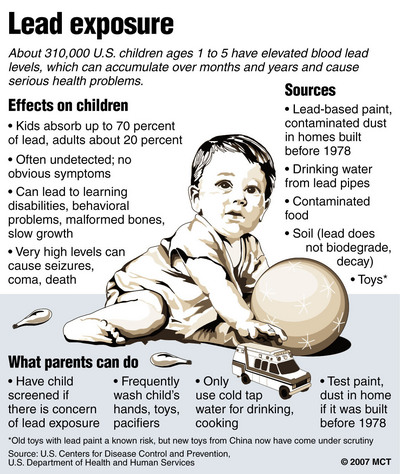 Lead exposure
About 310,000 U.S. children ages 1 to 5 have elevated blood lead
levels, which can accumulate over months and years and cause
serious health problems.
Effects on children
• Kids absorb up to 70 percent
of lead, adults about 20 percent
• Often undetected; no
obvious symptoms
• Can lead to learning
disabilities, behavioral
problems, malformed bones,
slow growth
• Very high levels can
cause seizures,
coma, death
Sources
• Lead-based paint,
contaminated dust
in homes built
before 1978
• Drinking water
from lead pipes
• Contaminated
food
• Soil (lead does
not biodegrade,
decay)
• Toys*
What parents can do
• Have child
screened if
there is concern
of lead exposure
• Frequently
wash child's
hands, toys,
pacifiers
• Only
use cold tap
water for drinking,
cooking
• Test paint,
dust in home
if it was built
before 1978
*Old toys with lead paint a known risk, but new toys from China now have come under scrutiny
Source: U.S. Centers for Disease Control and Prevention,
U.S. Department of Health and Human Services
© 2007 MCT